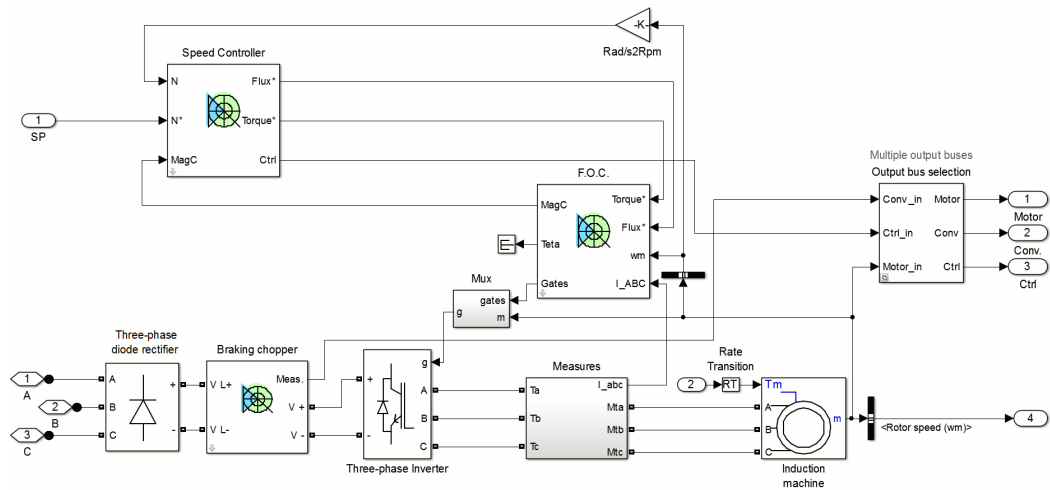 -K-
Rad/s2Rpm
Speed Controller
N
Flux*
1
SP
N*
Torque*
MagC
Ctrl
Multiple output buses
Output bus selection
F.O.C.
MagC
Torque*
Teta
Flux*
wm
Gates
I_ABC
Conv_in
Motor
Ctrl_in
Conv
Motor_in
Ctrl
1
Motor
2
Conv.
3
Ctrl
Mux
gates
g
m
Three-phase
diode rectifier
Braking chopper
Measures
Rate
Transition
1
A
2
B
3
C
A
B
C
+
-
V L+
V L-
Meas.
V +
V -
g
+
-
A
B
C
Three-phase Inverter
Ta
Tb
Tc
I_abc
Mta
Mtb
Mtc
2
RT
Tm
A
B
C
m
Induction
machine
<Rotor speed (wm)>
4